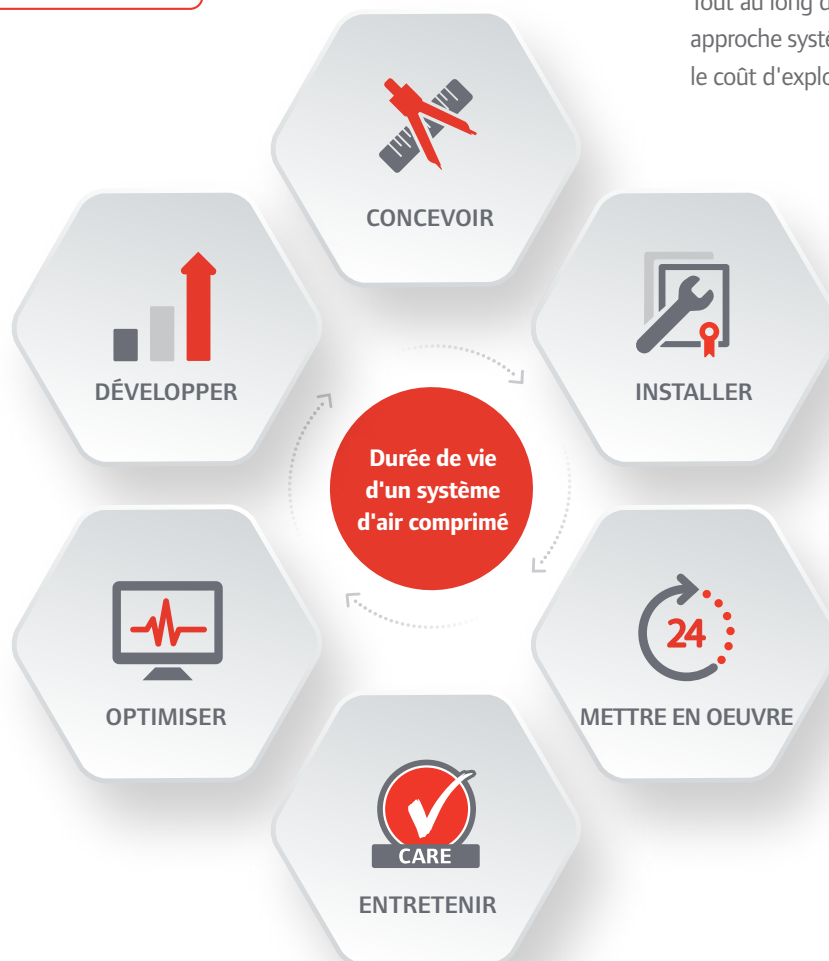 Tout au long d
approche systè
le coût d'explo
CONCEVOIR
DÉVELOPPER
INSTALLER
Durée de vie
d'un système
d'air comprimé
24
OPTIMISER
METTRE EN OEUVRE
CARE
ENTRETENIR